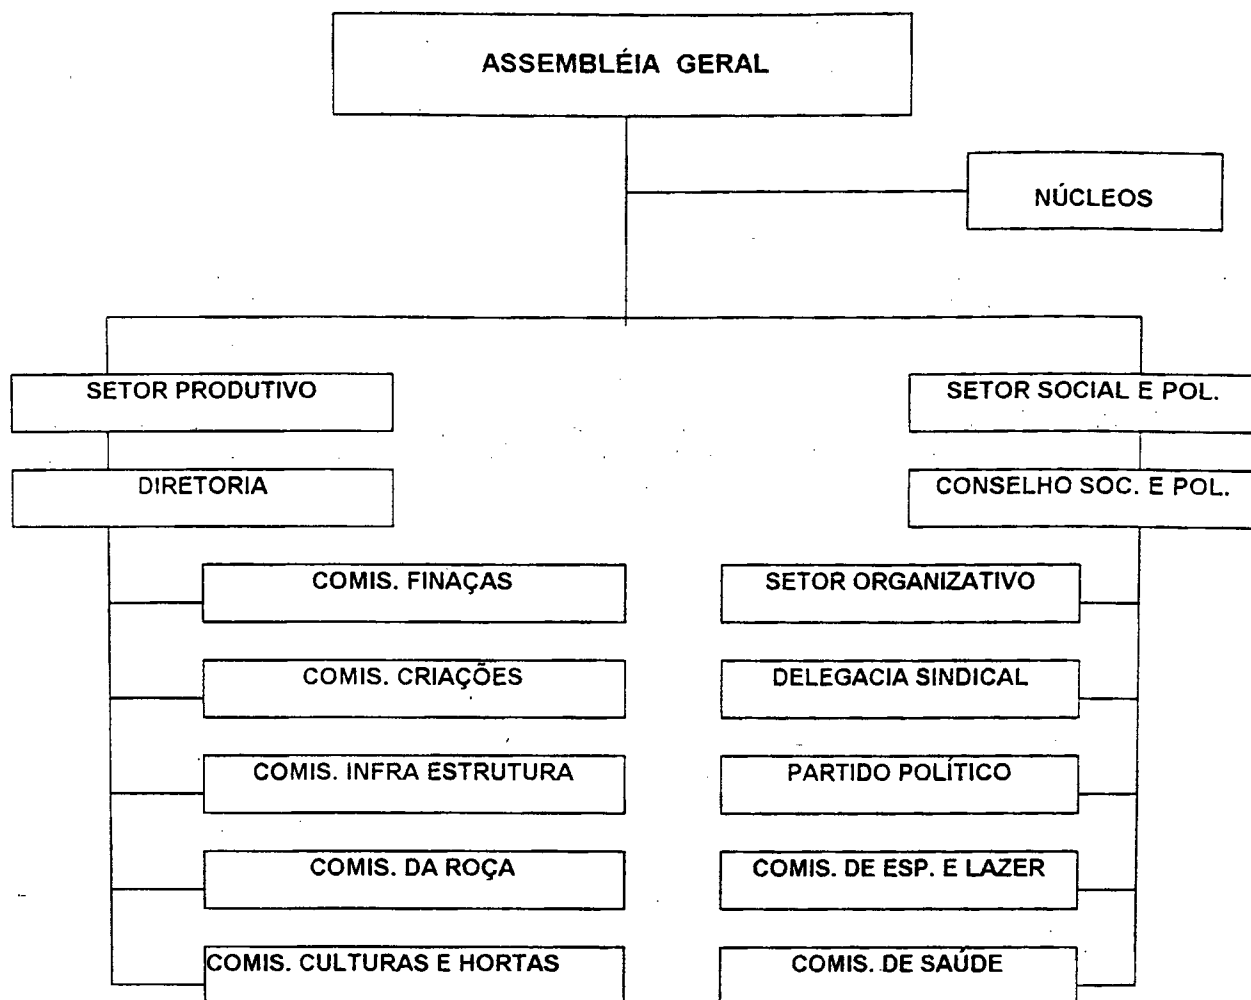 ASSEMBLÉIA GERAL
NÚCLEOS
SETOR PRODUTIVO
SETOR SOCIAL E POL.
DIRETORIA
CONSELHO SOC. E POL.
COMIS. FINAÇAS
SETOR ORGANIZATIVO
COMIS. CRIAÇÕES
DELEGACIA SINDICAL
COMIS. INFRA ESTRUTURA
PARTIDO POLÍTICO
COMIS. DA ROÇA
COMIS. DE ESP. E LAZER
COMIS. CULTURAS E HORTAS
COMIS. DE SAÚDE